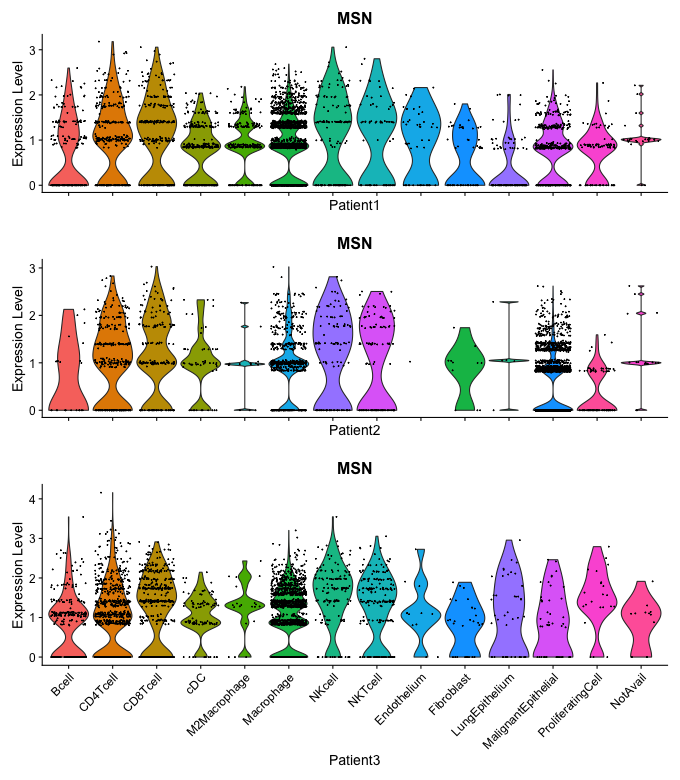 MSN
Expression Level
3
2
1
0
Patient1
MSN
Expression Level
3
2
1
0
Patient2
MSN
Expression Level
4
3
2
1
0
Bcell
CD4Tcell
CD8Tcell
cDC
M2Macrophage
Macrophage
NKcell
NKTcell
Endothelium
Fibroblast
LungEpithelium
MalignantEpithelial
ProliferatingCell
NotAvail
Patient3